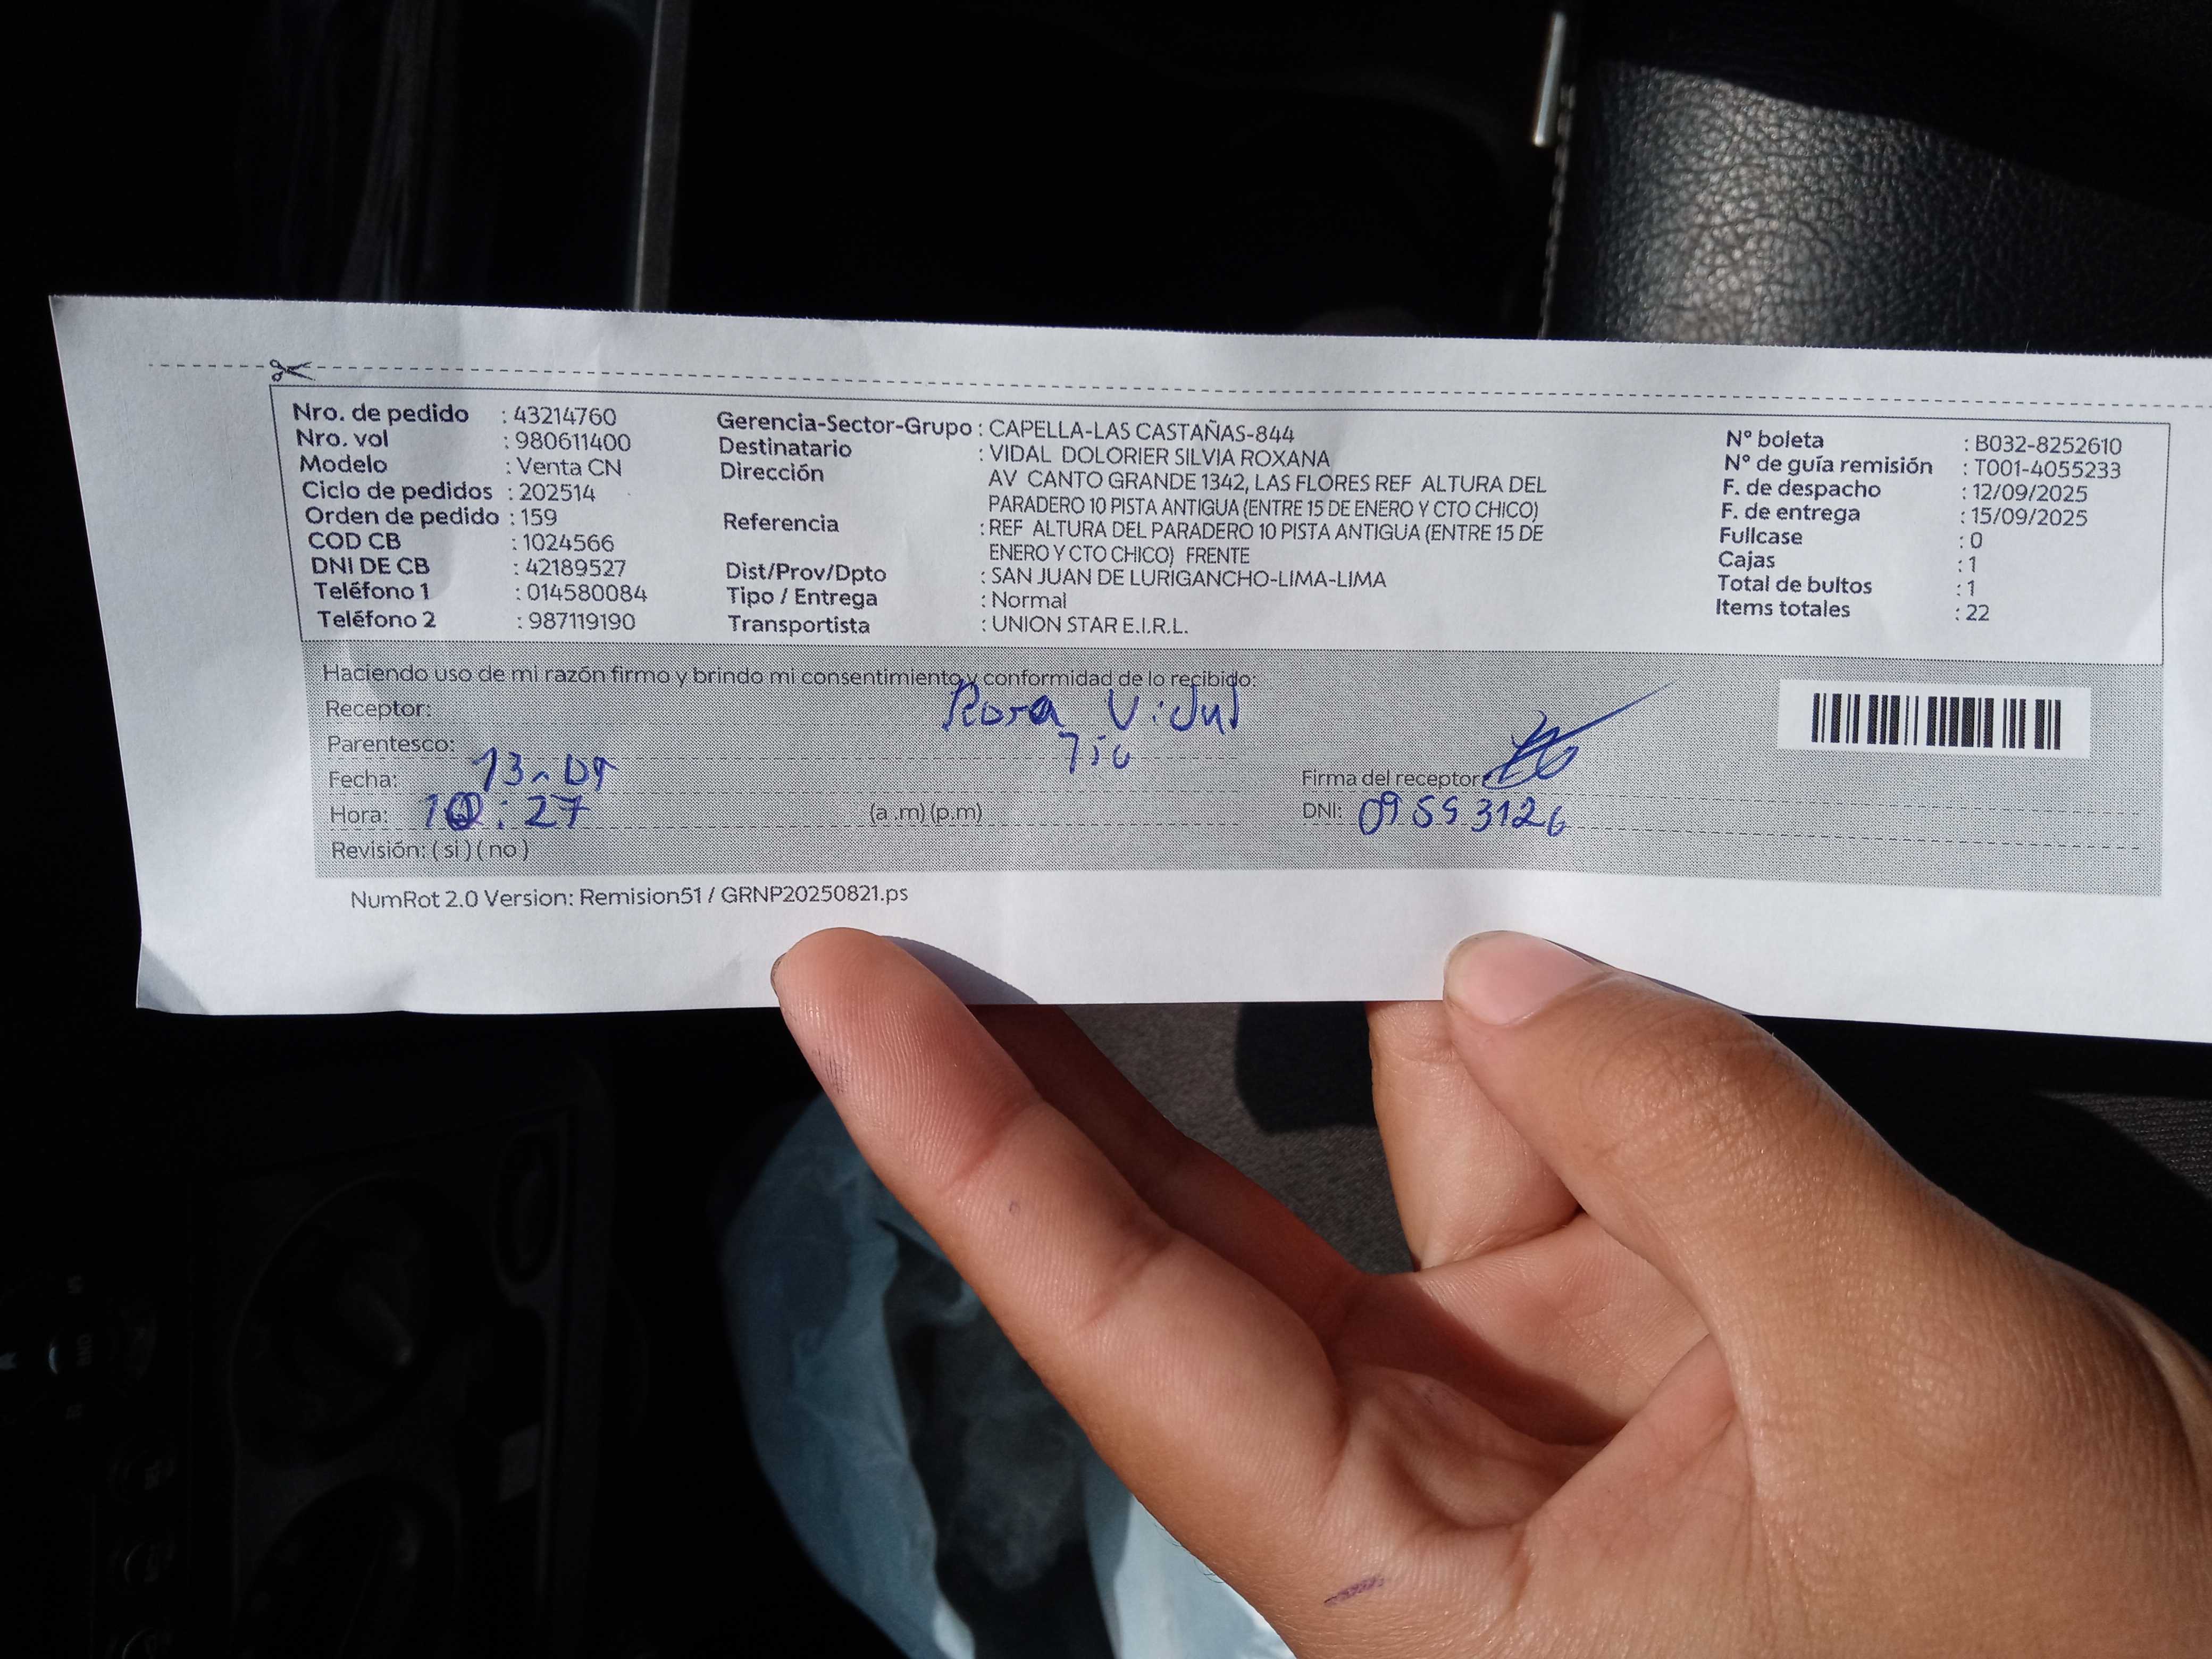 Nro. de pedido : 43214760
Nro. vol : 980611400
Modelo : Venta CN
Ciclo de pedidos : 202514
Orden de pedido : 159
COD CB : 1024566
DNI DE CB : 42189527
Teléfono 1 : 014580084
Teléfono 2 : 987119190
Gerencia-Sector-Grupo : CAPELLA-LAS CASTAÑAS-844
Destinatario : VIDAL DOLORIER SILVIA ROXANA
Dirección AV CANTO GRANDE 1342, LAS FLORES REF ALTURA DEL
PARADERO 10 PISTA ANTIGUA (ENTRE 15 DE ENERO Y CTO CHICO)
Referencia : REF ALTURA DEL PARADERO 10 PISTA ANTIGUA (ENTRE 15 DE
ENERO Y CTO CHICO) FRENTE
Dist/Prov/Dpto : SAN JUAN DE LURIGANCHO-LIMA-LIMA
Tipo / Entrega : Normal
Transportista : UNION STAR E.I.R.L.
N° boleta : B032-8252610
N° de guía remisión : T001-4055233
F. de despacho : 12/09/2025
F. de entrega : 15/09/2025
Fullcase : 0
Cajas : 1
Total de bultos : 1
Items totales : 22
Haciendo uso de mi razón firmo y brindo mi consentimiento y conformidad de lo recibido:
Receptor: Rosa Vidal
Parentesco:
Fecha: 13-09
Hora: 10:27 (a .m) (p.m)
Revisión: ( si ) ( no )
Firma del receptor:
DNI: 09593126
NumRot 2.0 Version: Remision51 / GRNP20250821.ps